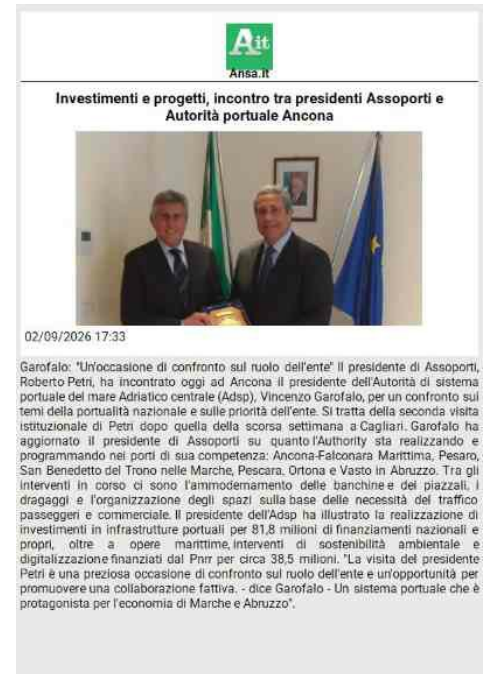 Ait
Ansa.it
Investimenti e progetti, incontro tra presidenti Assoporti e
Autorità portuale Ancona
02/09/2026 17:33
Garofalo: "Un'occasione di confronto sul ruolo dell'ente" Il presidente di Assoporti,
Roberto Petri, ha incontrato oggi ad Ancona il presidente dell'Autorità di sistema
portuale del mare Adriatico centrale (Adsp), Vincenzo Garofalo, per un confronto sui
temi della portualità nazionale e sulle priorità dell'ente. Si tratta della seconda visita
istituzionale di Petri dopo quella della scorsa settimana a Cagliari. Garofalo ha
aggiornato il presidente di Assoporti su quanto l'Authority sta realizzando e
programmando nei porti di sua competenza: Ancona-Falconara Marittima, Pesaro,
San Benedetto del Trono nelle Marche, Pescara, Ortona e Vasto in Abruzzo. Tra gli
interventi in corso ci sono l'ammodernamento delle banchine e dei piazzali, i
dragaggi e l'organizzazione degli spazi sulla base delle necessità del traffico
passeggeri e commerciale. Il presidente dell'Adsp ha illustrato la realizzazione di
investimenti in infrastrutture portuali per 81,8 milioni di finanziamenti nazionali e
propri, oltre a opere marittime, interventi di sostenibilità ambientale e
digitalizzazione finanziati dal Pnrr per circa 38,5 milioni. "La visita del presidente
Petri è una preziosa occasione di confronto sul ruolo dell'ente e un'opportunità per
promuovere una collaborazione fattiva. - dice Garofalo - Un sistema portuale che è
protagonista per l'economia di Marche e Abruzzo".